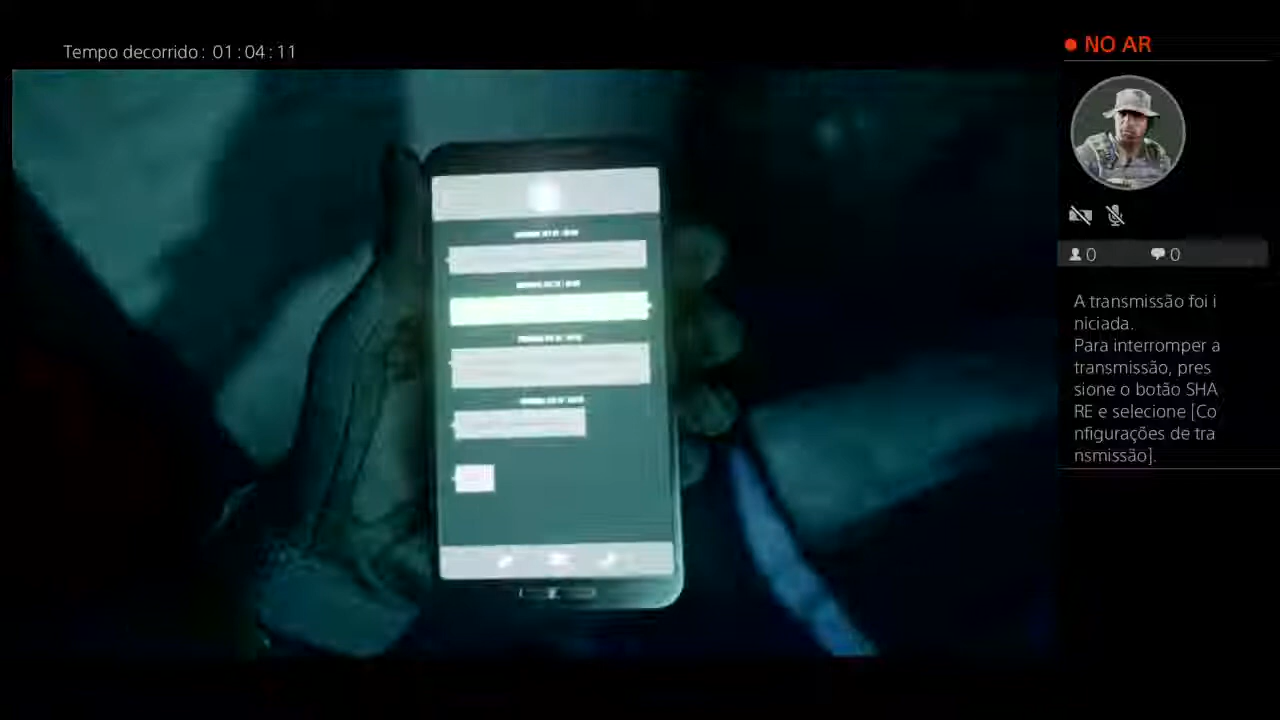 Tempo decorrido: 01:04:11
NO AR
0
0
A transmissão foi i
niciada.
Para interromper a
transmissão, pres
sione o botão SHA
RE e selecione [Co
nfigurações de tra
nsmissão].